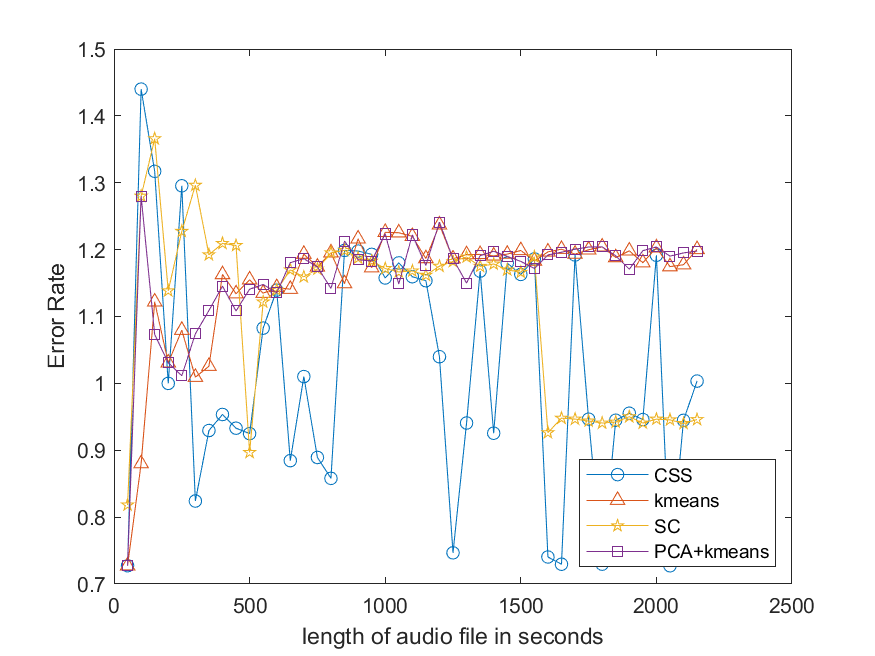 1.5
1.4
1.3
1.2
1.1
1
0.9
0.8
0.7
Error Rate
0
500
1000
1500
2000
2500
length of audio file in seconds
CSS
kmeans
SC
PCA+kmeans